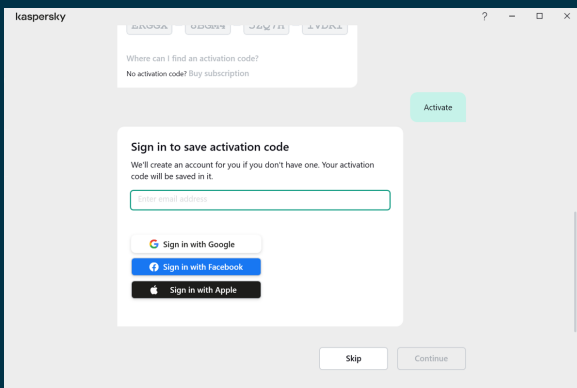 kaspersky
Where can I find an activation code?
No activation code? Buy subscription
Activate
Sign in to save activation code
We'll create an account for you if you don't have one. Your activation
code will be saved in it.
Enter email address
Sign in with Google
Sign in with Facebook
Sign in with Apple
Skip
Continue